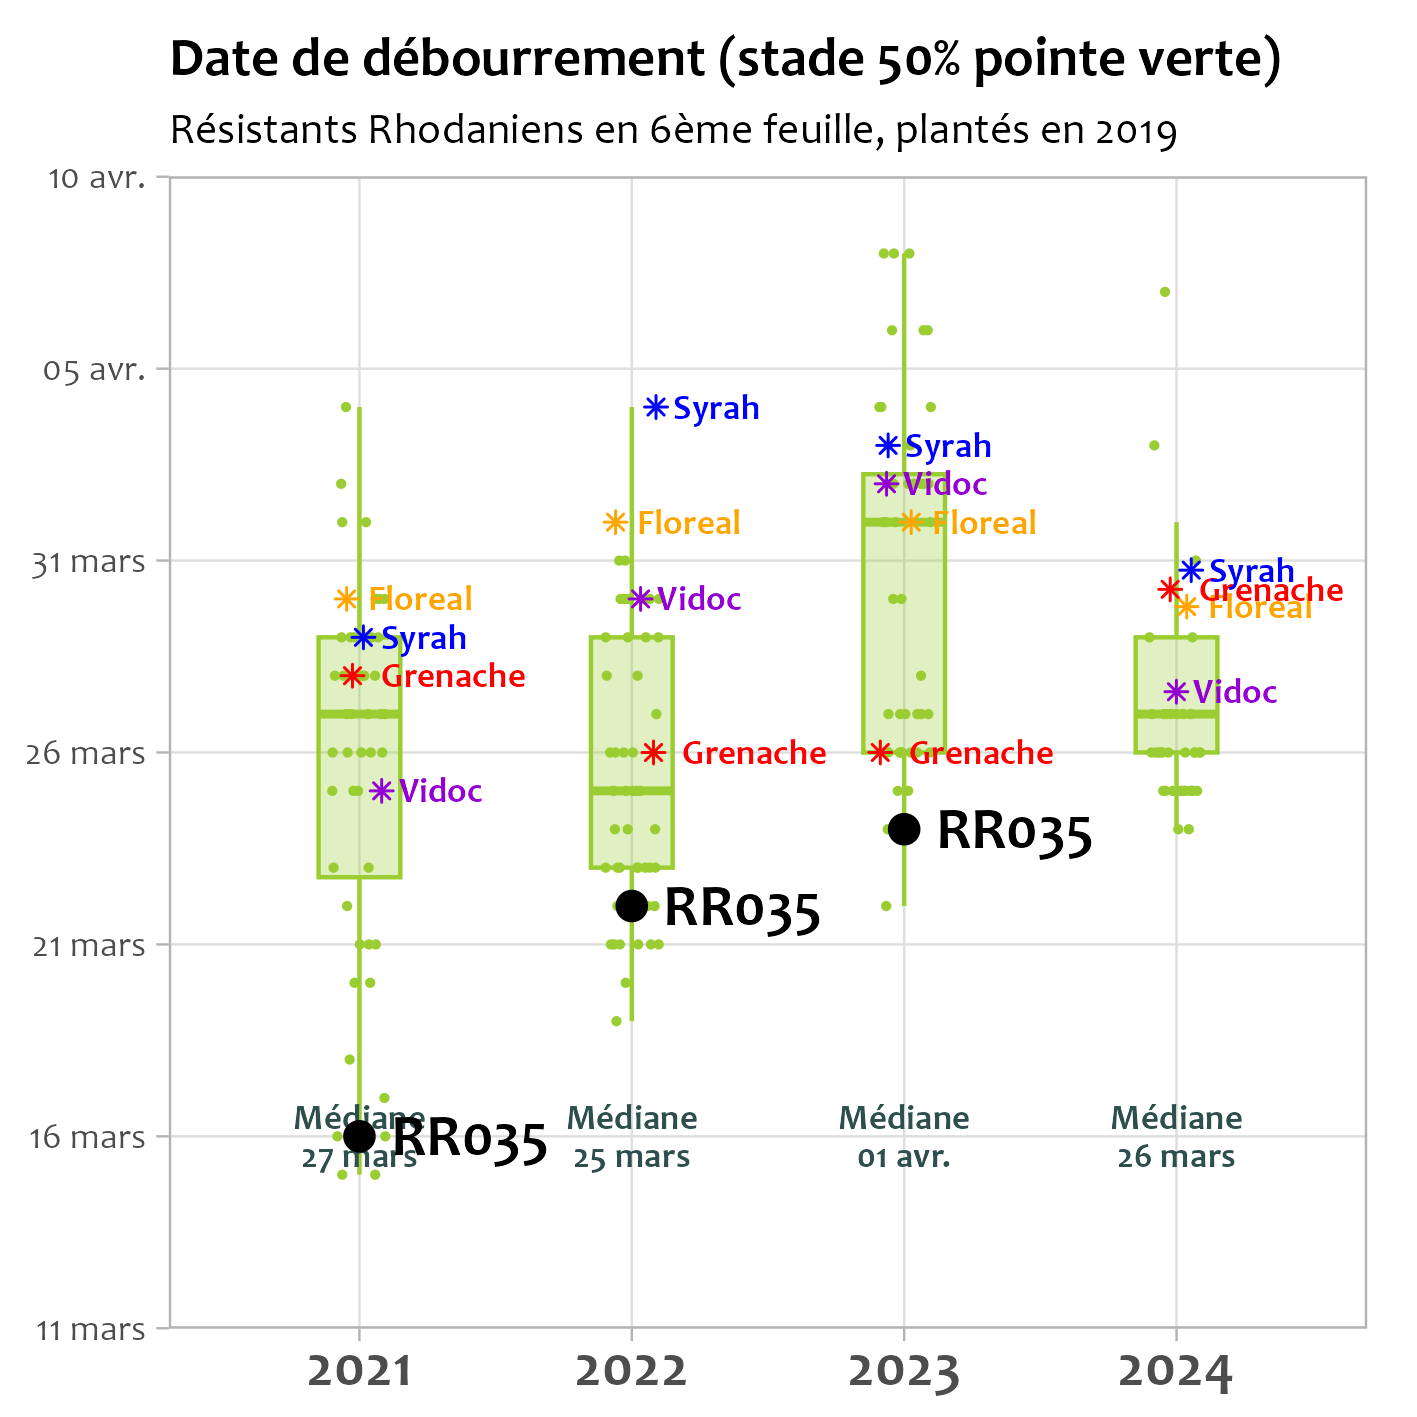 Date de débourrement (stade 50% pointe verte)
Résistants Rhodaniens en 6ème feuille, plantés en 2019
10 avr.
05 avr.
31 mars
26 mars
21 mars
16 mars
11 mars
Floreal
Syrah
Grenache
Vidoc
RR035
Médiane
27 mars
Syrah
Floreal
Vidoc
Grenache
RR035
Médiane
25 mars
Syrah
Vidoc
Floreal
Grenache
RR035
Médiane
01 avr.
Syrah
Grenache
Floreal
Vidoc
Médiane
26 mars
2021
2022
2023
2024